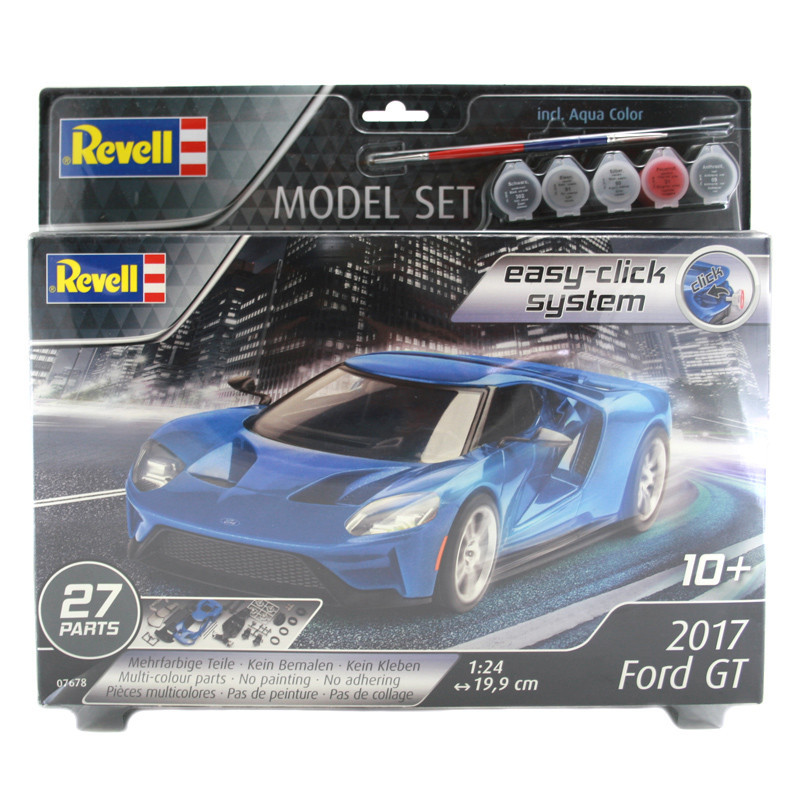 Revell
incl. Aqua Color
MODEL SET
Revell
easy-click
system
click
10+
27
PARTS
2017
Ford GT
07678
Mehrfarbige Teile · Kein Bemalen · Kein Kleben
Multi-colour parts · No painting · No adhering
Pièces multicolores · Pas de peinture · Pas de collage
1:24
↔19,9 cm